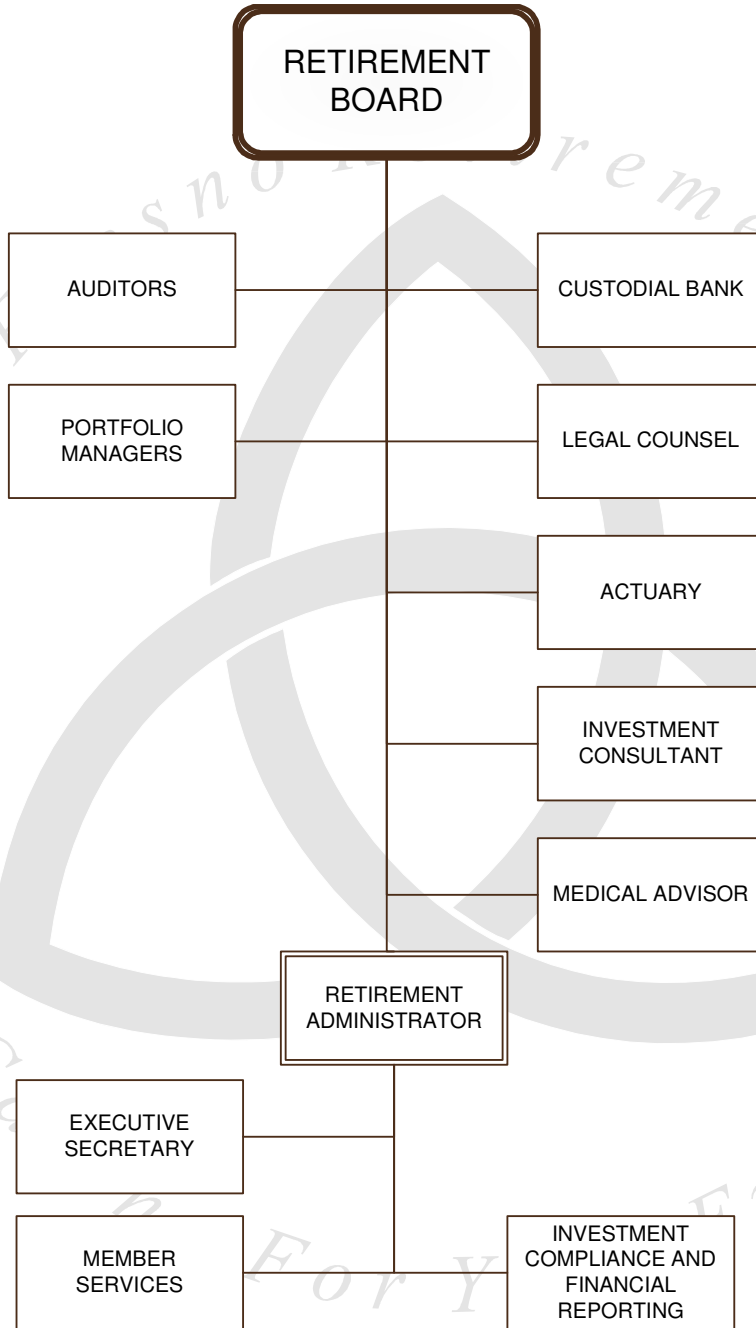 RETIREMENT
BOARD
AUDITORS
CUSTODIAL BANK
PORTFOLIO
MANAGERS
LEGAL COUNSEL
ACTUARY
INVESTMENT
CONSULTANT
MEDICAL ADVISOR
RETIREMENT
ADMINISTRATOR
EXECUTIVE
SECRETARY
MEMBER
SERVICES
INVESTMENT
COMPLIANCE AND
FINANCIAL
REPORTING
For